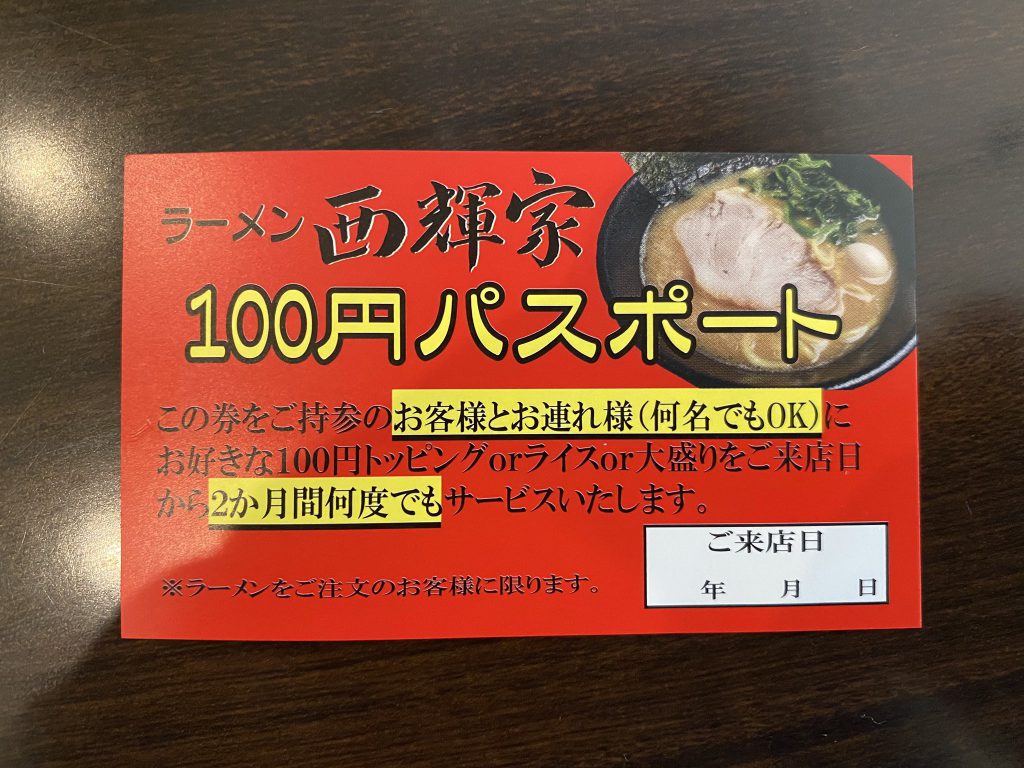 ラーメン 西輝家
100円パスポート
この券をご持参のお客様とお連れ様(何名でもOK)に
お好きな100円トッピングorライスor大盛りをご来店日
から2か月間何度でもサービスいたします。
※ラーメンをご注文のお客様に限ります。
ご来店日
年 月 日